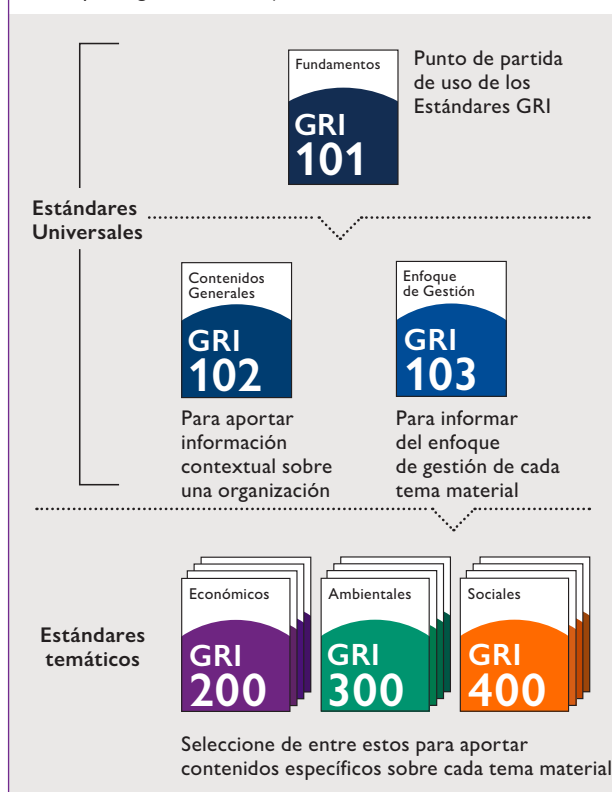 Fundamentos
GRI
101
Punto de partida
de uso de los
Estándares GRI
Estándares
Universales
Contenidos
Generales
GRI
102
Enfoque
de Gestión
GRI
103
Para aportar
información
contextual sobre
una organización
Para informar
del enfoque
de gestión de cada
tema material
Estándares
temáticos
Económicos
GRI
200
Ambientales
GRI
300
Sociales
GRI
400
Seleccione de entre estos para aportar
contenidos específicos sobre cada tema material